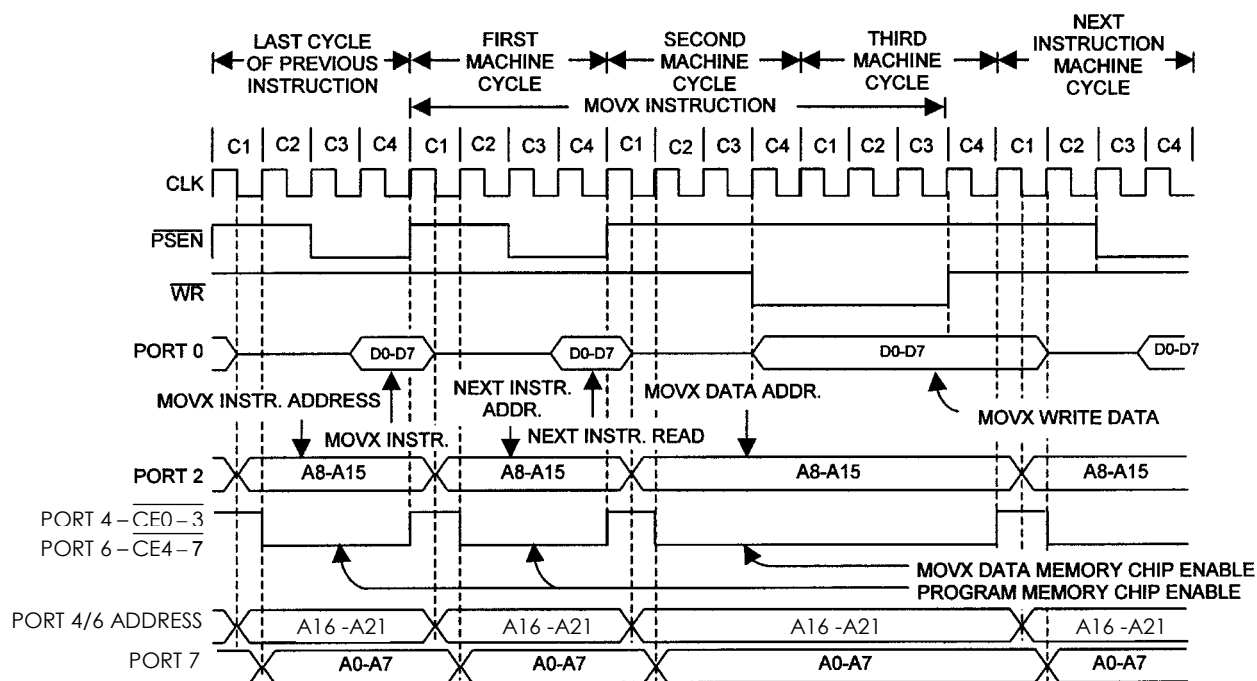 LAST CYCLE
OF PREVIOUS
INSTRUCTION
FIRST
MACHINE
CYCLE
SECOND
MACHINE
CYCLE
THIRD
MACHINE
CYCLE
NEXT
INSTRUCTION
MACHINE
CYCLE
MOVX INSTRUCTION
C1 C2 C3 C4 C1 C2 C3 C4 C1 C2 C3 C4 C1 C2 C3 C4 C1 C2 C3 C4
CLK
PSEN
WR
PORT 0 D0-D7 D0-D7 D0-D7 D0-D7
MOVX INSTR. ADDRESS
MOVX INSTR.
NEXT INSTR.
ADDR.
NEXT INSTR. READ
MOVX DATA ADDR.
MOVX WRITE DATA
PORT 2 A8-A15 A8-A15 A8-A15 A8-A15
PORT 4 – CE0 – 3
PORT 6 – CE4 – 7
MOVX DATA MEMORY CHIP ENABLE
PROGRAM MEMORY CHIP ENABLE
PORT 4/6 ADDRESS A16 -A21 A16 -A21 A16 -A21 A16 -A21
PORT 7 A0-A7 A0-A7 A0-A7 A0-A7